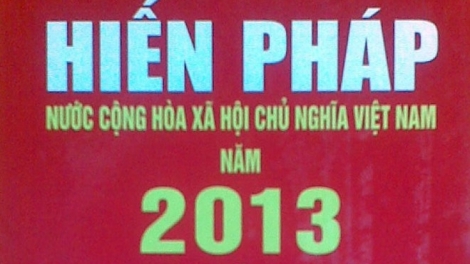 HIẾN PHÁP
NƯỚC CỘNG HÒA XÃ HỘI CHỦ NGHĨA VIỆT NAM
NĂM
2013